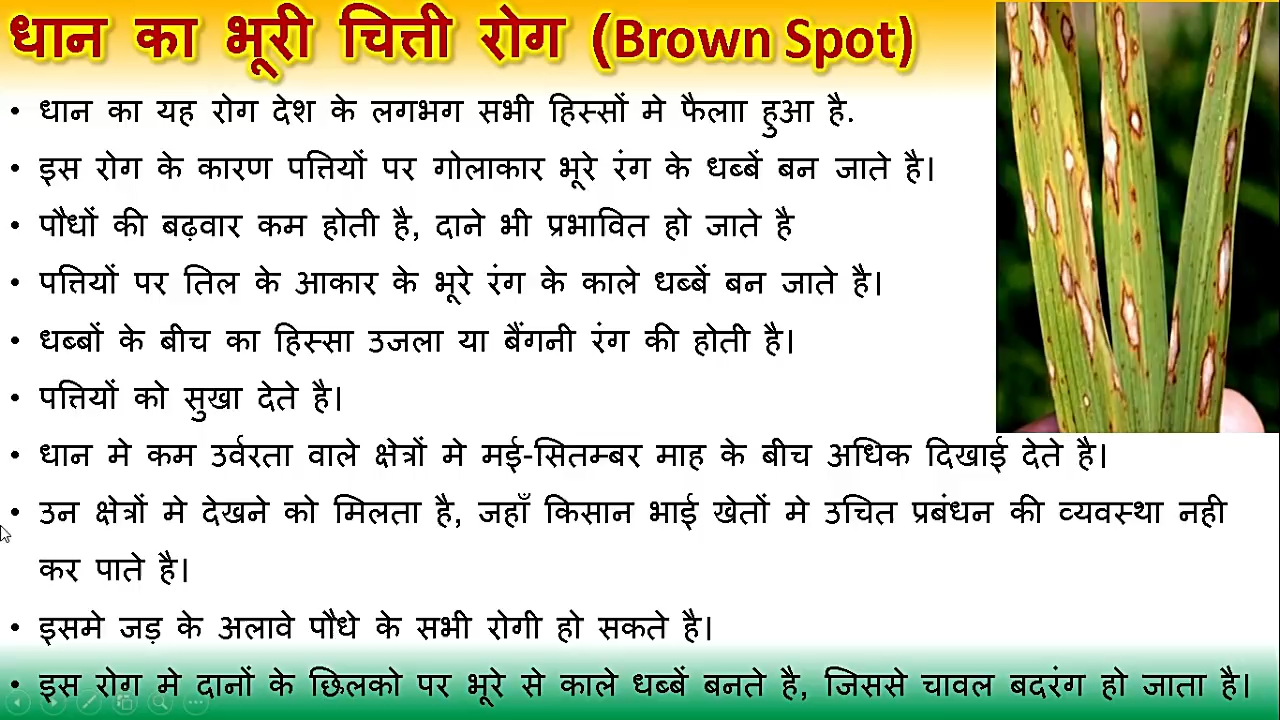 धान का भूरी चित्ती रोग (Brown Spot)
• धान का यह रोग देश के लगभग सभी हिस्सों मे फैलाा हुआ है.
• इस रोग के कारण पत्तियों पर गोलाकार भूरे रंग के धब्बें बन जाते है।
• पौधों की बढ़वार कम होती है, दाने भी प्रभावित हो जाते है
• पत्तियों पर तिल के आकार के भूरे रंग के काले धब्बें बन जाते है।
• धब्बों के बीच का हिस्सा उजला या बैंगनी रंग की होती है।
• पत्तियों को सुखा देते है।
• धान मे कम उर्वरता वाले क्षेत्रों मे मई-सितम्बर माह के बीच अधिक दिखाई देते है।
• उन क्षेत्रों मे देखने को मिलता है, जहाँ किसान भाई खेतों मे उचित प्रबंधन की व्यवस्था नही
कर पाते है।
• इसमे जड़ के अलावे पौधे के सभी रोगी हो सकते है।
• इस रोग मे दानों के छिलको पर भूरे से काले धब्बें बनते है, जिससे चावल बदरंग हो जाता है।